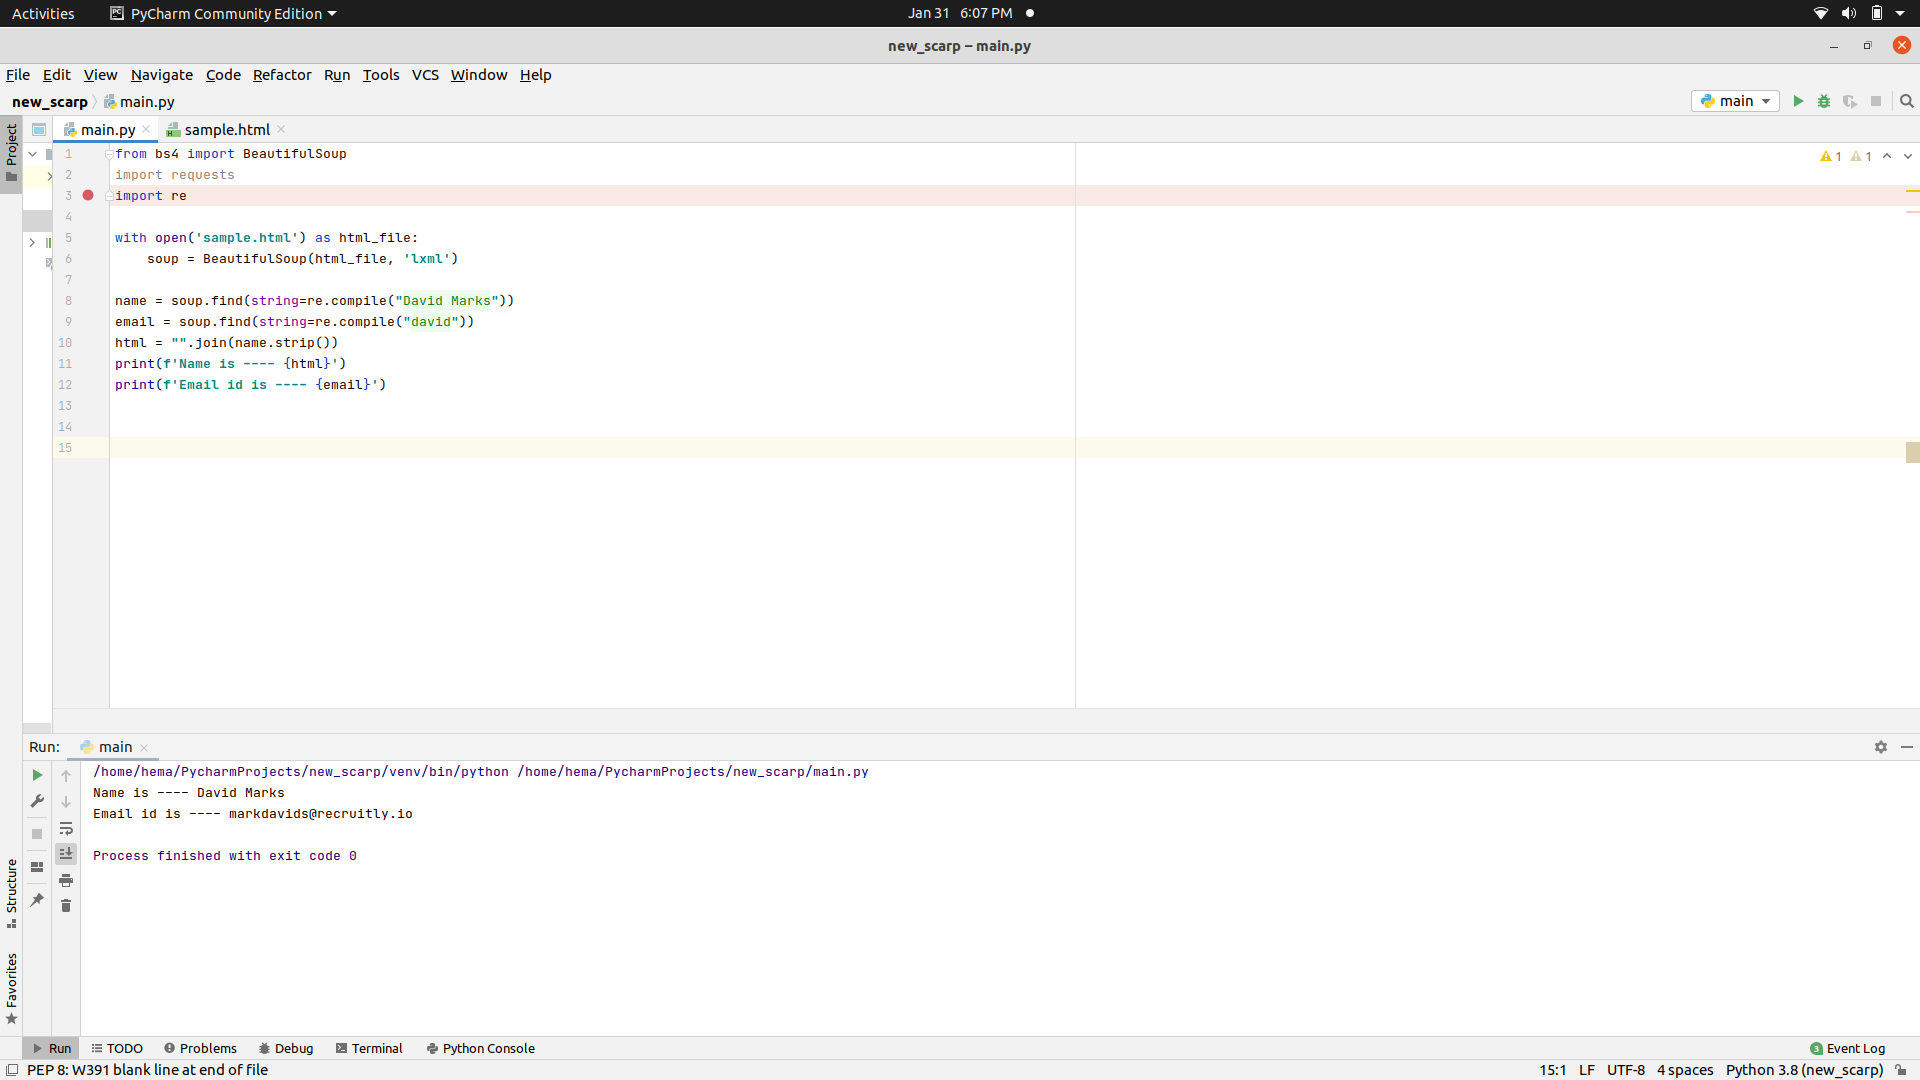 Activities PyCharm Community Edition Jan 31 6:07 PM
new_scarp – main.py
File Edit View Navigate Code Refactor Run Tools VCS Window Help
new_scarp main.py main
Project
main.py sample.html
1 from bs4 import BeautifulSoup
2 import requests
3 import re
4
5 with open('sample.html') as html_file:
6 soup = BeautifulSoup(html_file, 'lxml')
7
8 name = soup.find(string=re.compile("David Marks"))
9 email = soup.find(string=re.compile("david"))
10 html = "".join(name.strip())
11 print(f'Name is ---- {html}')
12 print(f'Email id is ---- {email}')
13
14
15
1 1
Run: main
/home/hema/PycharmProjects/new_scarp/venv/bin/python /home/hema/PycharmProjects/new_scarp/main.py
Name is ---- David Marks
Email id is ---- markdavids@recruitly.io
Process finished with exit code 0
Structure
Favorites
Run TODO Problems Debug Terminal Python Console 3 Event Log
PEP 8: W391 blank line at end of file 15:1 LF UTF-8 4 spaces Python 3.8 (new_scarp)